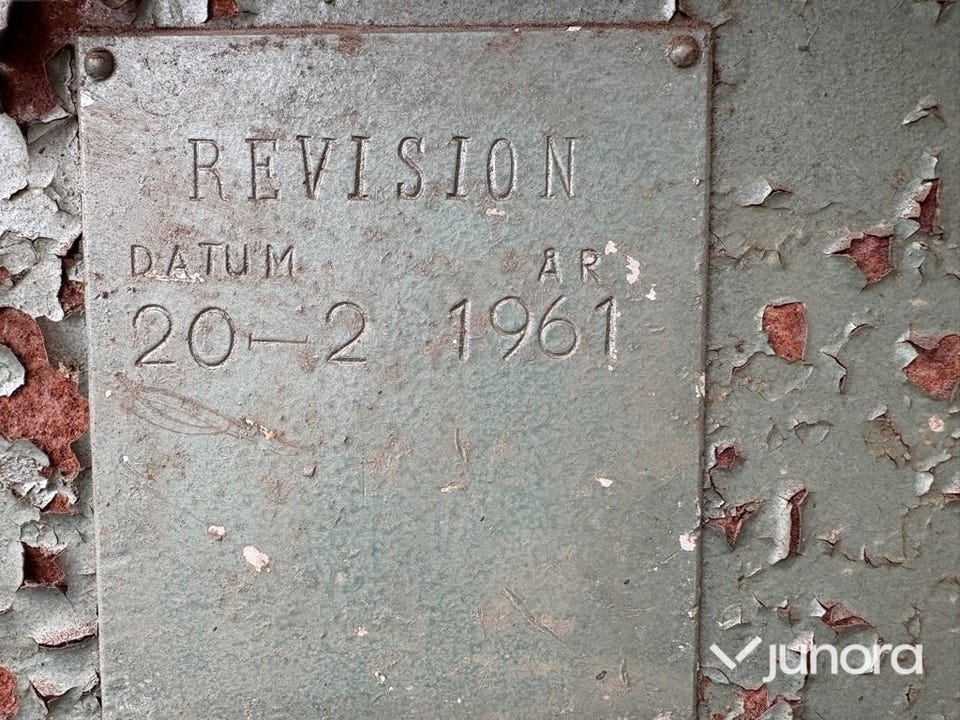 REVISION
DATUM ÅR
20-2 1961
junora